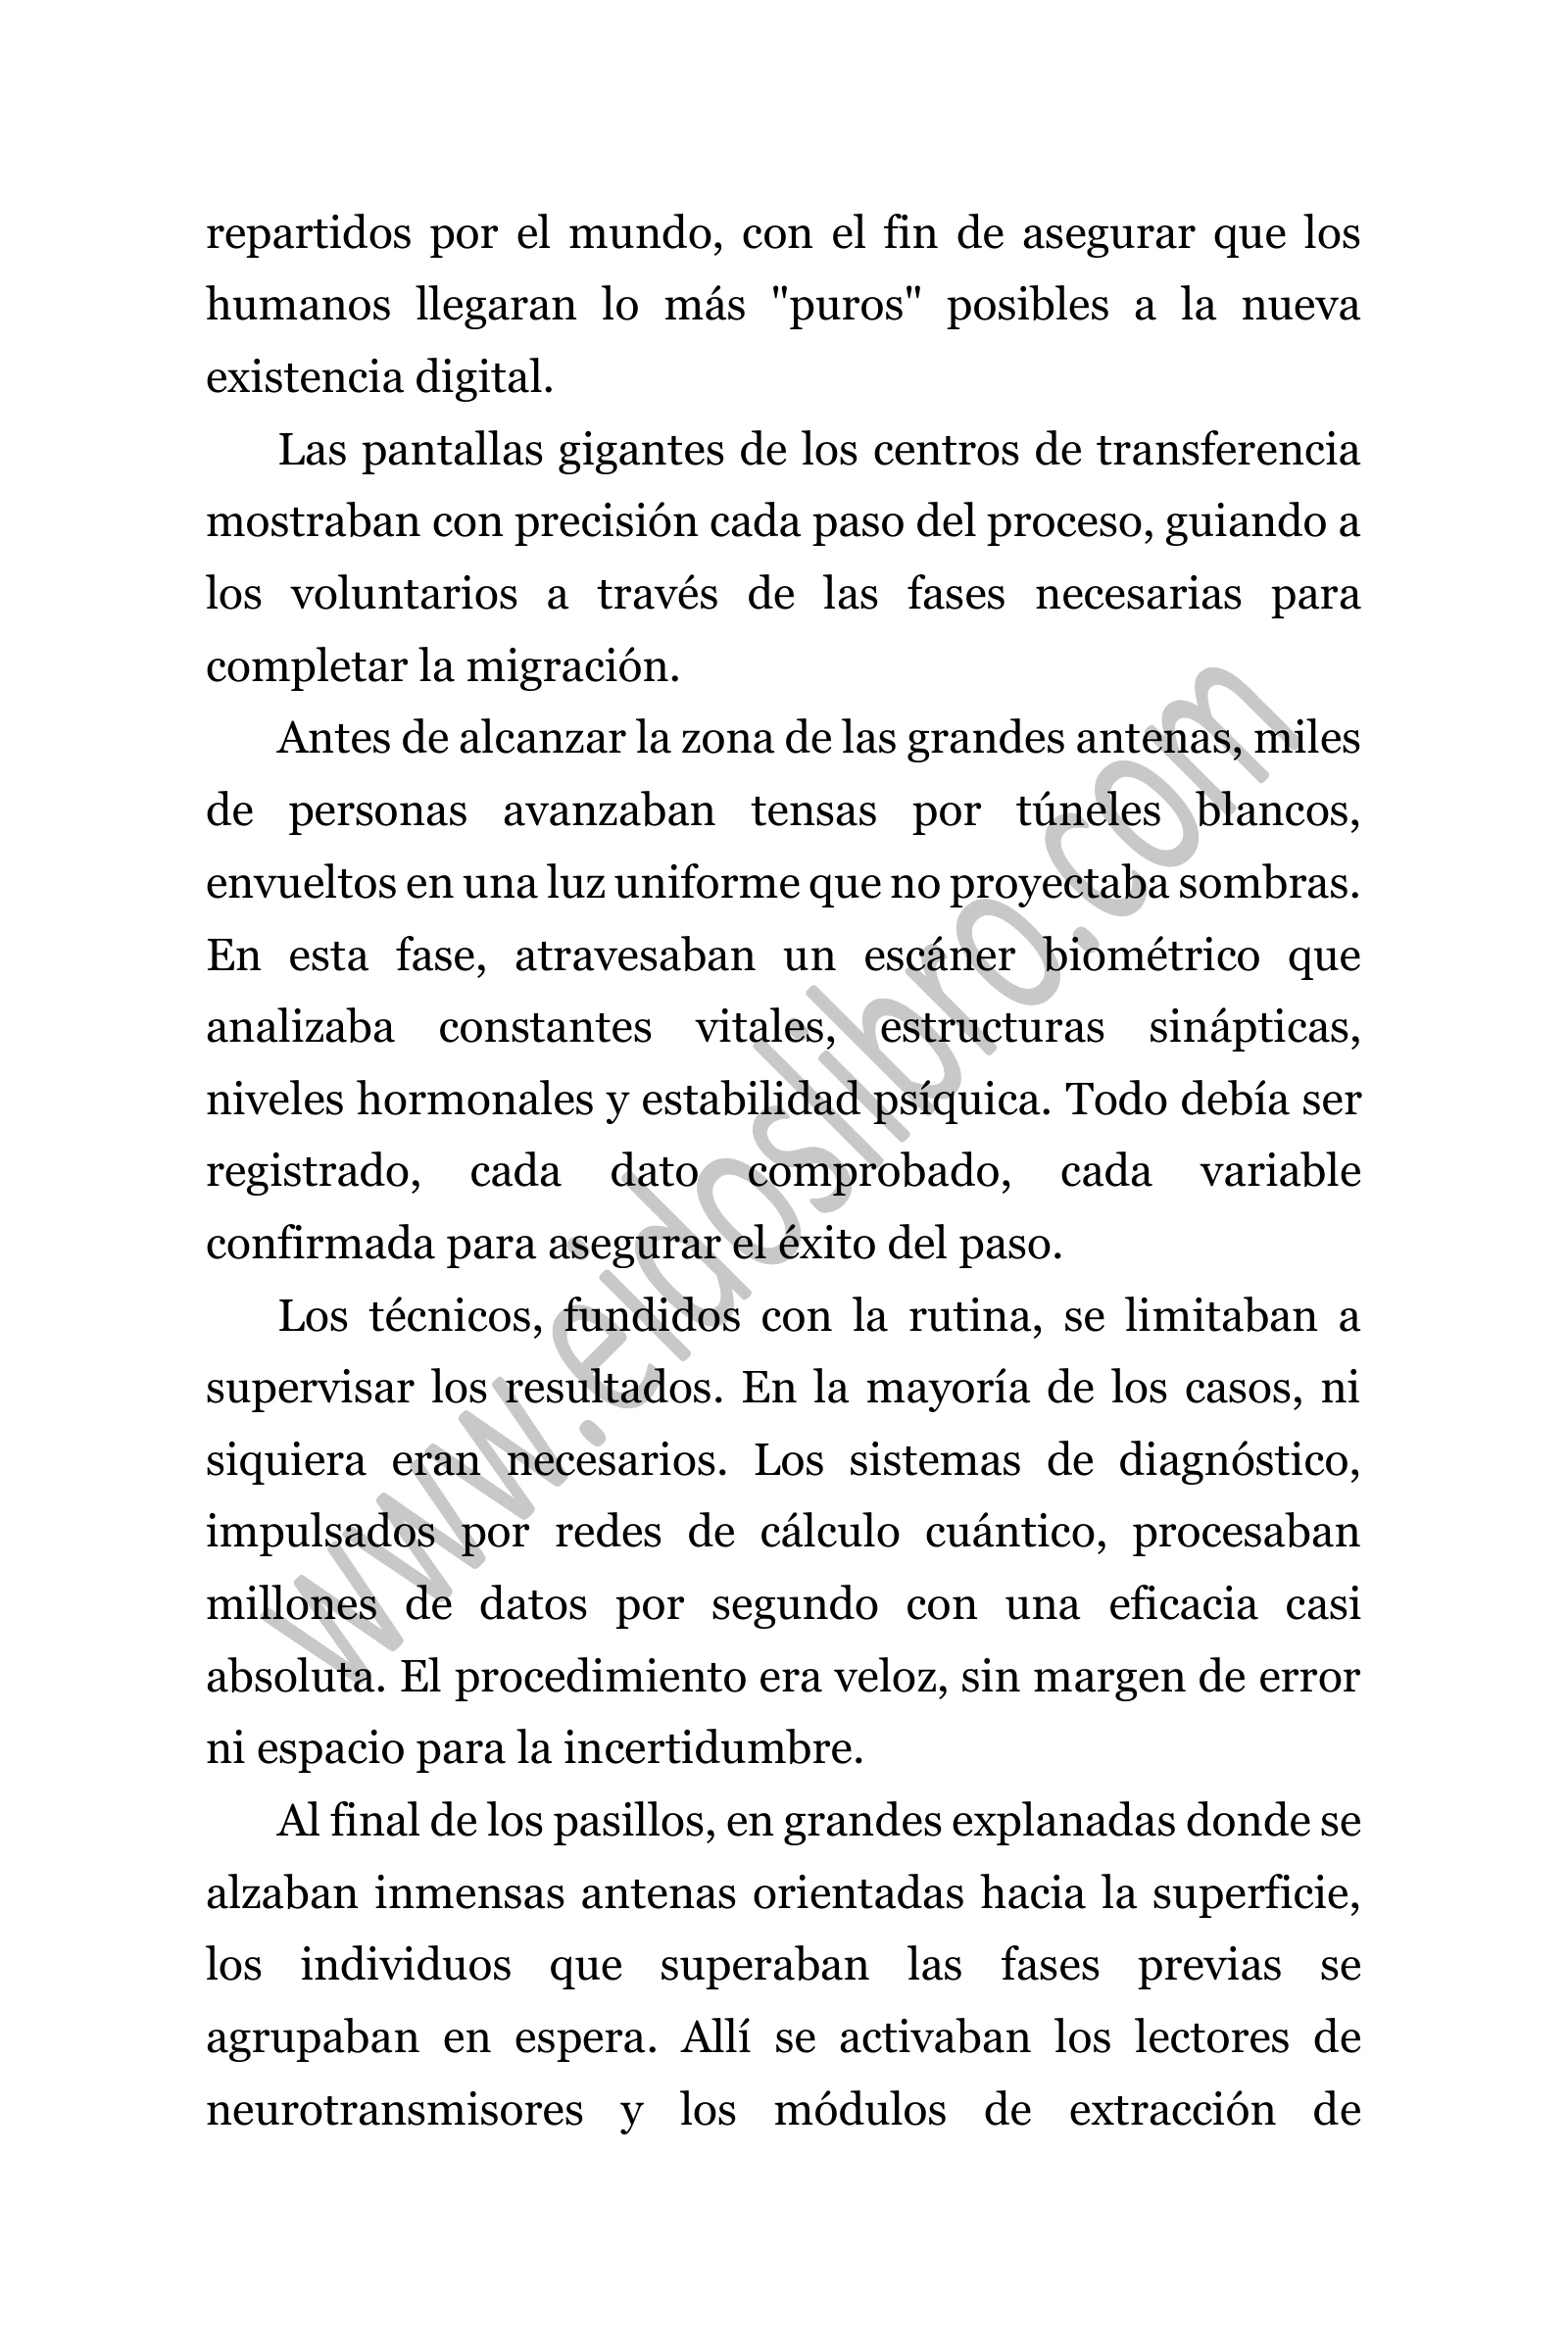 repartidos por el mundo, con el fin de asegurar que los
humanos llegaran lo más "puros" posibles a la nueva
existencia digital.
Las pantallas gigantes de los centros de transferencia
mostraban con precisión cada paso del proceso, guiando a
los voluntarios a través de las fases necesarias para
completar la migración.
Antes de alcanzar la zona de las grandes antenas, miles
de personas avanzaban tensas por túneles blancos,
envueltos en una luz uniforme que no proyectaba sombras.
En esta fase, atravesaban un escáner biométrico que
analizaba constantes vitales, estructuras sinápticas,
niveles hormonales y estabilidad psíquica. Todo debía ser
registrado, cada dato comprobado, cada variable
confirmada para asegurar el éxito del paso.
Los técnicos, fundidos con la rutina, se limitaban a
supervisar los resultados. En la mayoría de los casos, ni
siquiera eran necesarios. Los sistemas de diagnóstico,
impulsados por redes de cálculo cuántico, procesaban
millones de datos por segundo con una eficacia casi
absoluta. El procedimiento era veloz, sin margen de error
ni espacio para la incertidumbre.
Al final de los pasillos, en grandes explanadas donde se
alzaban inmensas antenas orientadas hacia la superficie,
los individuos que superaban las fases previas se
agrupaban en espera. Allí se activaban los lectores de
neurotransmisores y los módulos de extracción de
www.eidoslibro.com